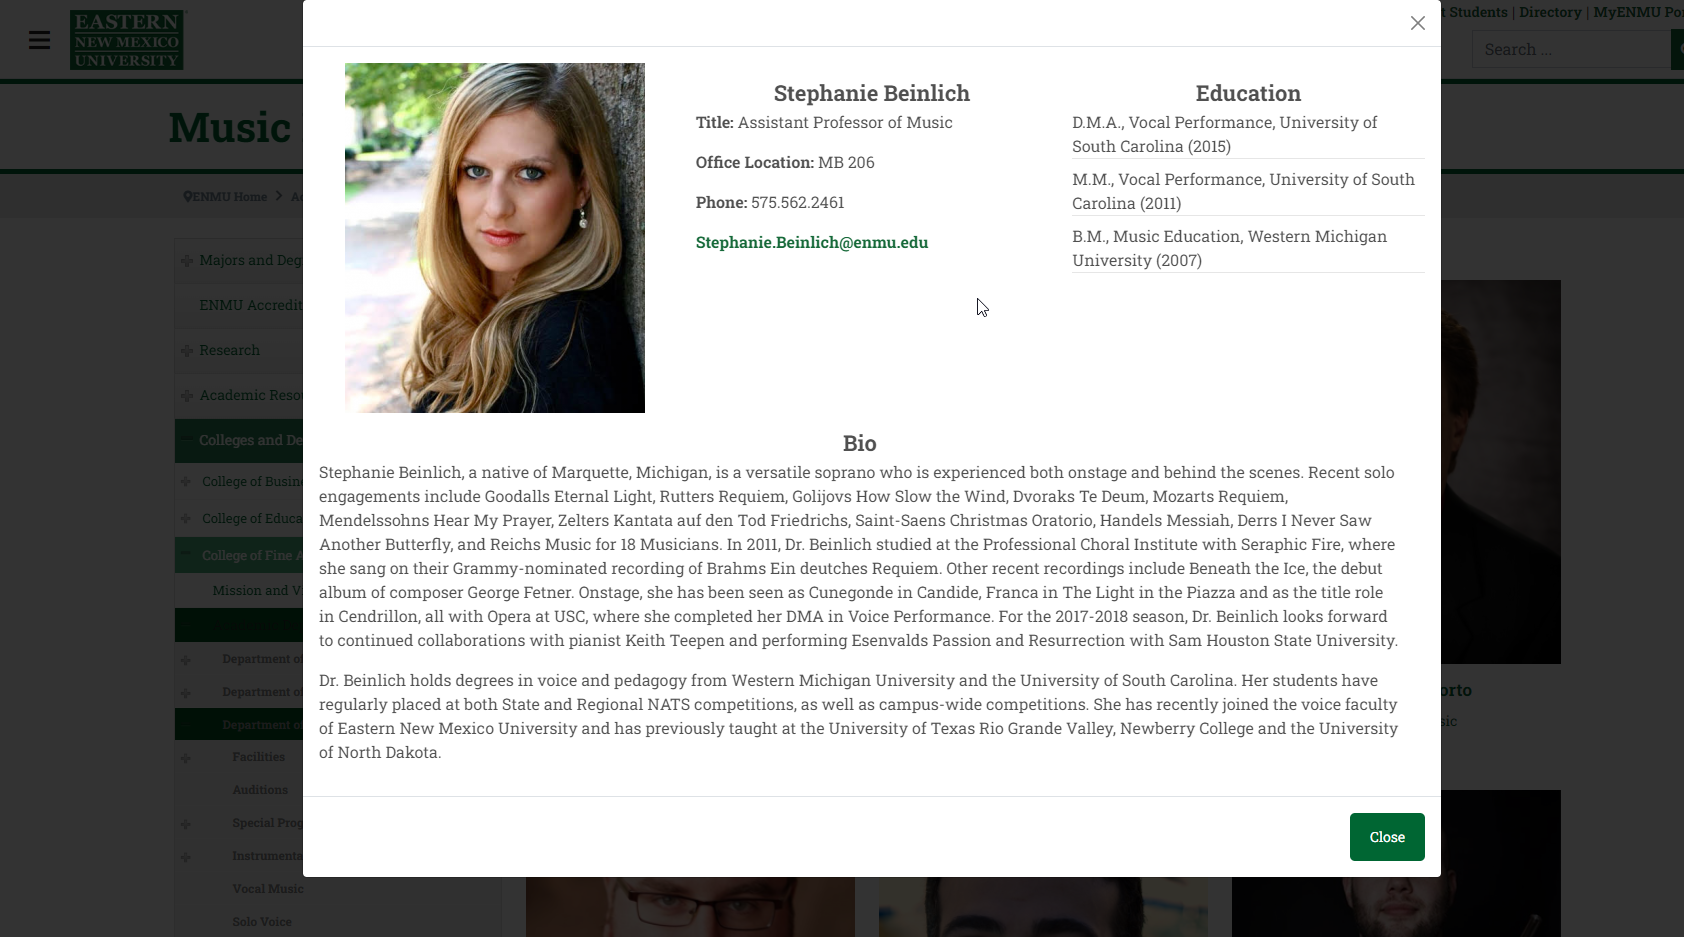 EASTERN
NEW MEXICO
UNIVERSITY
t Students | Directory | MyENMU Por
Search ...
Music
ENMU Home
Majors and Deg
ENMU Accredit
Research
Academic Reso
Colleges and De
College of Busin
College of Educa
College of Fine A
Mission and V
Department of
Department of
Department of
Facilities
Auditions
Special Prog
Instrumenta
Vocal Music
Solo Voice
Stephanie Beinlich
Title: Assistant Professor of Music
Office Location: MB 206
Phone: 575.562.2461
Stephanie.Beinlich@enmu.edu
Education
D.M.A., Vocal Performance, University of
South Carolina (2015)
M.M., Vocal Performance, University of South
Carolina (2011)
B.M., Music Education, Western Michigan
University (2007)
Bio
Stephanie Beinlich, a native of Marquette, Michigan, is a versatile soprano who is experienced both onstage and behind the scenes. Recent solo
engagements include Goodalls Eternal Light, Rutters Requiem, Golijovs How Slow the Wind, Dvoraks Te Deum, Mozarts Requiem,
Mendelssohns Hear My Prayer, Zelters Kantata auf den Tod Friedrichs, Saint-Saens Christmas Oratorio, Handels Messiah, Derrs I Never Saw
Another Butterfly, and Reichs Music for 18 Musicians. In 2011, Dr. Beinlich studied at the Professional Choral Institute with Seraphic Fire, where
she sang on their Grammy-nominated recording of Brahms Ein deutches Requiem. Other recent recordings include Beneath the Ice, the debut
album of composer George Fetner. Onstage, she has been seen as Cunegonde in Candide, Franca in The Light in the Piazza and as the title role
in Cendrillon, all with Opera at USC, where she completed her DMA in Voice Performance. For the 2017-2018 season, Dr. Beinlich looks forward
to continued collaborations with pianist Keith Teepen and performing Esenvalds Passion and Resurrection with Sam Houston State University.
Dr. Beinlich holds degrees in voice and pedagogy from Western Michigan University and the University of South Carolina. Her students have
regularly placed at both State and Regional NATS competitions, as well as campus-wide competitions. She has recently joined the voice faculty
of Eastern New Mexico University and has previously taught at the University of Texas Rio Grande Valley, Newberry College and the University
of North Dakota.
Close
orto
sic